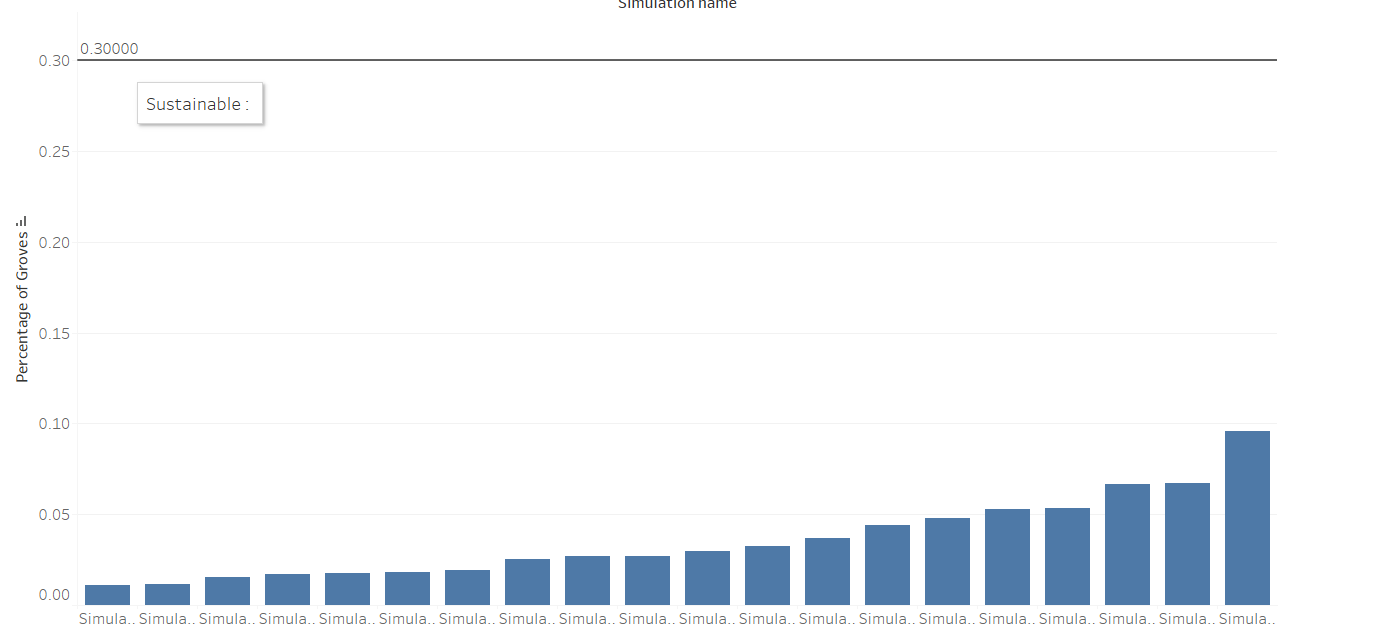 Simulation name
0.30000
0.30
Sustainable :
0.25
0.20
Percentage of Groves
0.15
0.10
0.05
0.00
Simula.. Simula.. Simula.. Simula.. Simula.. Simula.. Simula.. Simula.. Simula.. Simula.. Simula.. Simula.. Simula.. Simula.. Simula.. Simula.. Simula.. Simula.. Simula.. Simula..